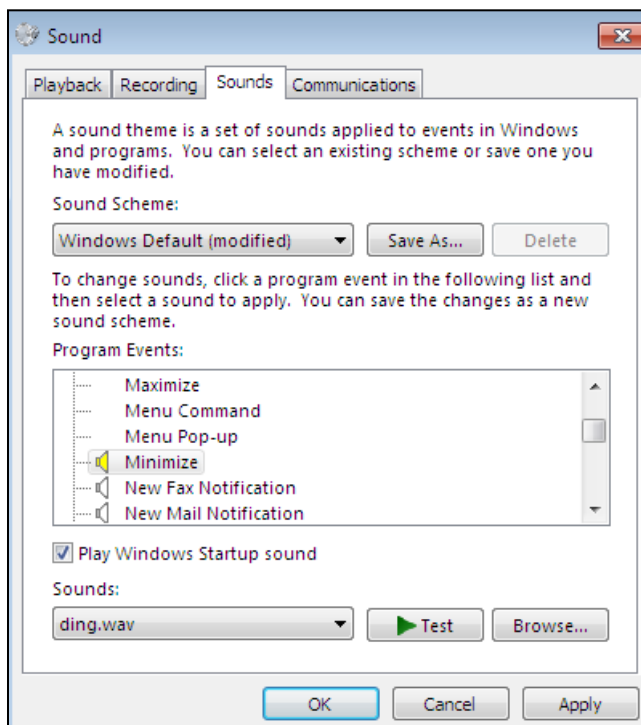 Sound
Playback Recording Sounds Communications
A sound theme is a set of sounds applied to events in Windows
and programs. You can select an existing scheme or save one you
have modified.
Sound Scheme:
Windows Default (modified) Save As... Delete
To change sounds, click a program event in the following list and
then select a sound to apply. You can save the changes as a new
sound scheme.
Program Events:
Maximize
Menu Command
Menu Pop-up
Minimize
New Fax Notification
New Mail Notification
Play Windows Startup sound
Sounds:
ding.wav Test Browse...
OK Cancel Apply